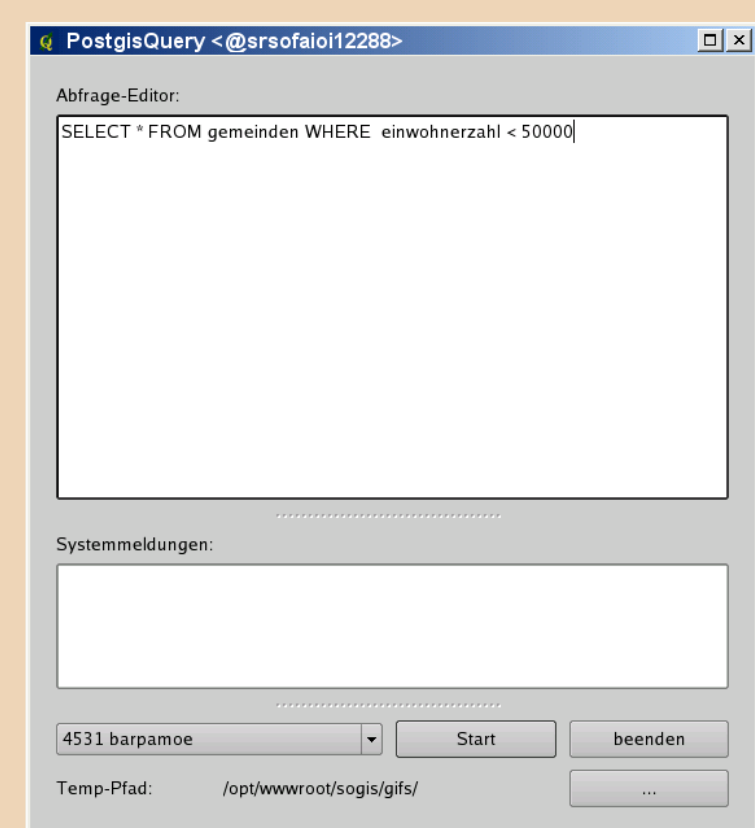 PostgisQuery <@srsofaioi12288>
Abfrage-Editor:
SELECT * FROM gemeinden WHERE  einwohnerzahl < 50000
Systemmeldungen:
4531 barpamoe
Start
beenden
Temp-Pfad:
/opt/wwwroot/sogis/gifs/
...